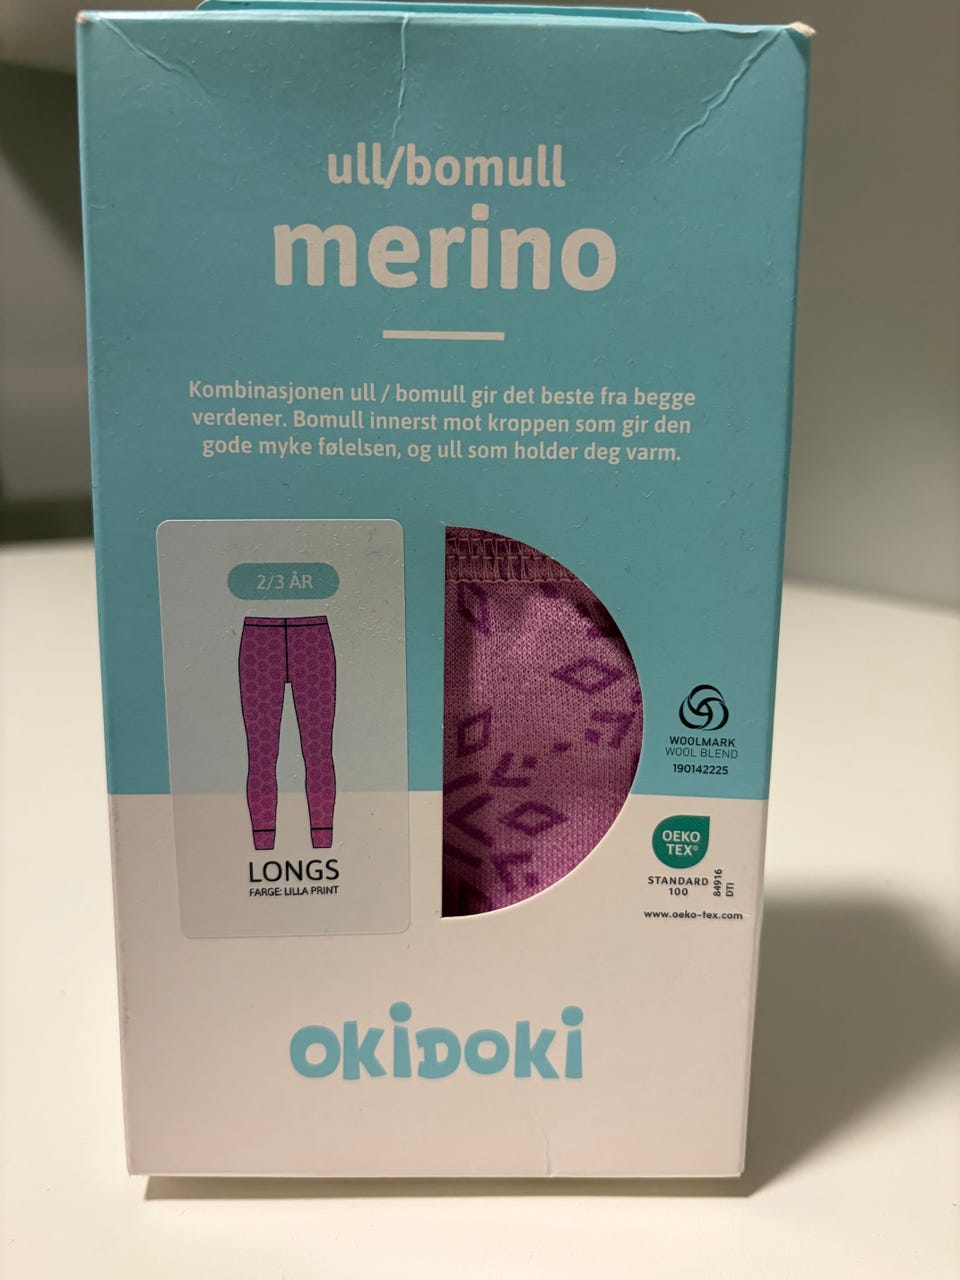 ull/bomull
merino
Kombinasjonen ull / bomull gir det beste fra begge
verdener. Bomull innerst mot kroppen som gir den
gode myke følelsen, og ull som holder deg varm.
2/3 ÅR
LONGS
FARGE: LILLA PRINT
WOOLMARK
WOOL BLEND
190142225
OEKO
TEX®
STANDARD
100
84916
DTI
www.oeko-tex.com
OKiDOKi